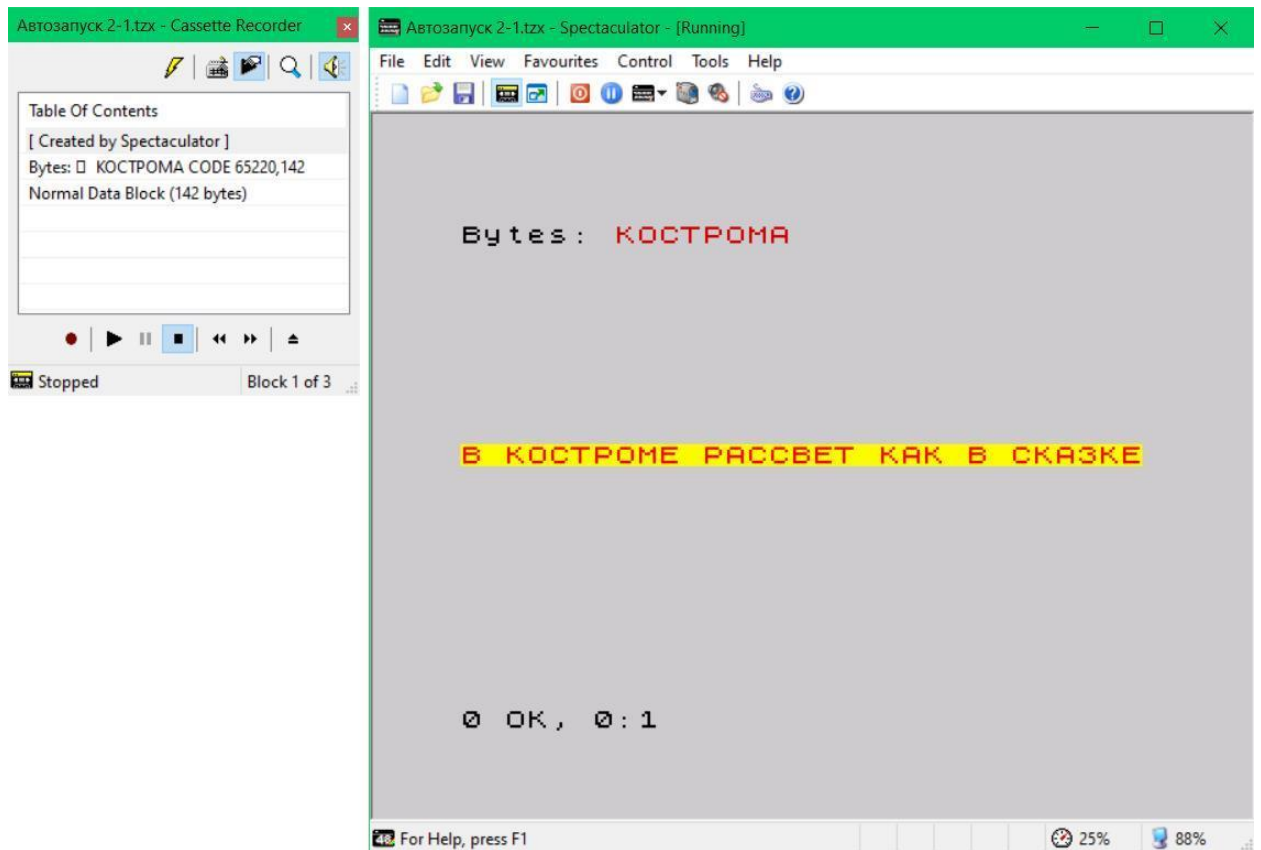 Автозапуск 2-1.tzx - Cassette Recorder
Table Of Contents
[ Created by Spectaculator ]
Bytes: КОСТРОМА CODE 65220,142
Normal Data Block (142 bytes)
Stopped Block 1 of 3
Автозапуск 2-1.tzx - Spectaculator - [Running]
File Edit View Favourites Control Tools Help
Bytes: КОСТРОМА
В КОСТРОМЕ РАССВЕТ КАК В СКАЗКЕ
0 OK, 0:1
48 For Help, press F1 25% 88%